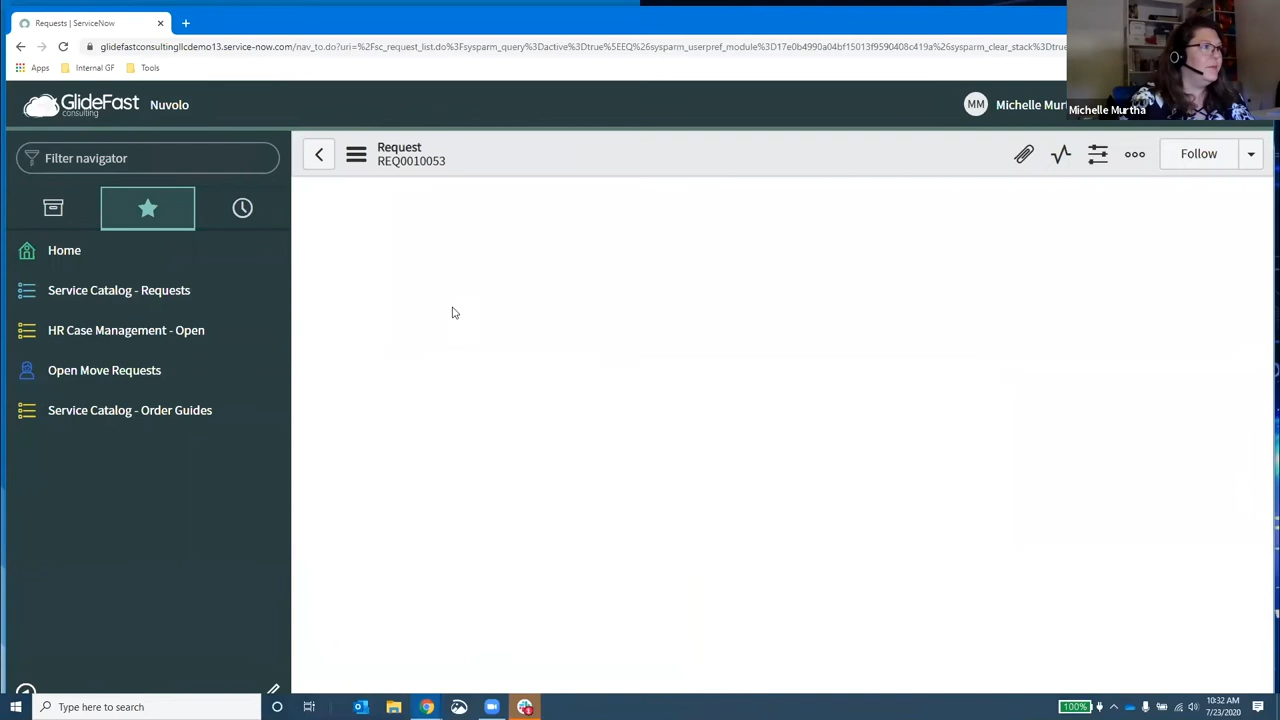 Requests | ServiceNow
glidefastconsultingllcdemo13.service-now.com/nav_to.do?uri=%2Fsc_request_list.do%3Fsysparm_query%3Dactive%3Dtrue%5EEQ%26sysparm_userpref_module%3D17e0b4990a04bf15013f9590408c419a%26sysparm_clear_stack%3Dtrue
Apps Internal GF Tools
GlideFast
consulting
Nuvolo
MM Michelle Murt
Michelle Murtha
Filter navigator
Request
REQ0010053
Follow
Home
Service Catalog - Requests
HR Case Management - Open
Open Move Requests
Service Catalog - Order Guides
Type here to search
100%
10:32 AM
7/23/2020